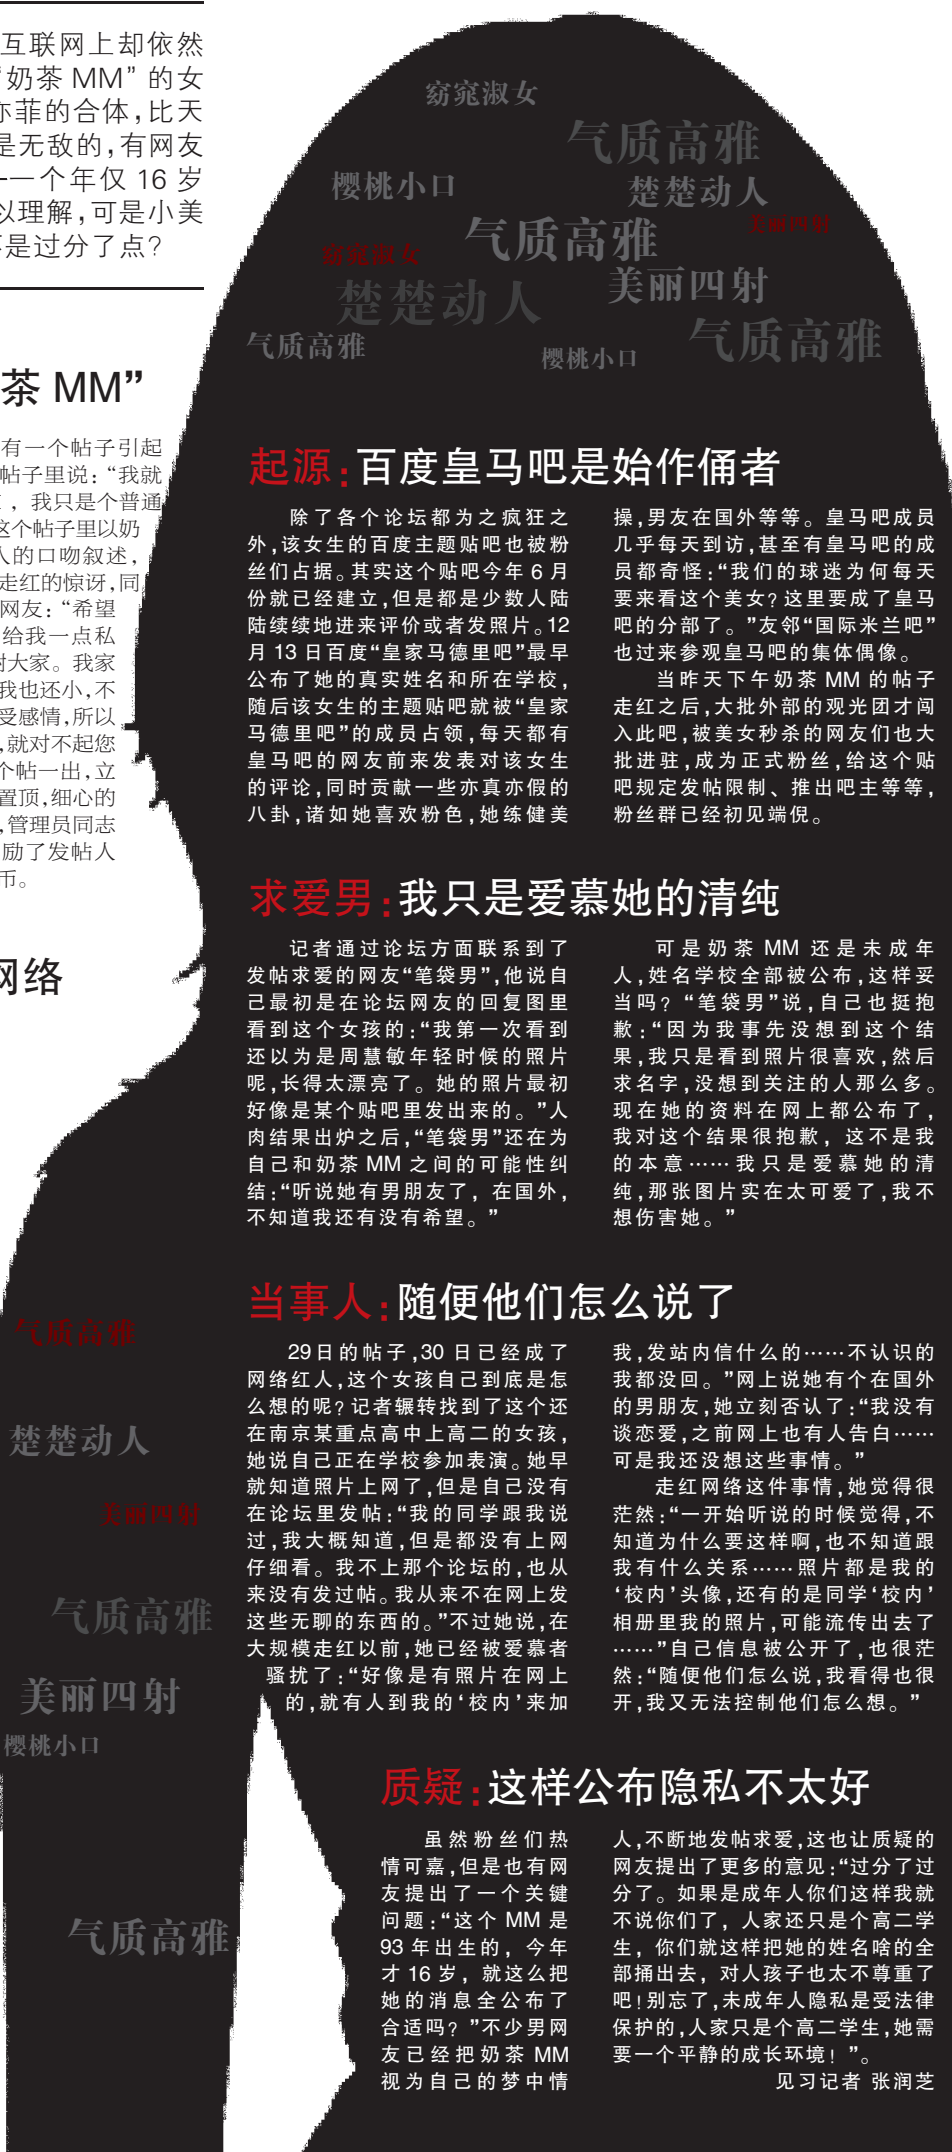 互联网上却依然
“奶茶 MM” 的女
亦菲的合体,比天
是无敌的,有网友
一个年仅 16 岁
以理解,可是小美
不是过分了点?
茶 MM”
有一个帖子引起
帖子里说:“我就
,我只是个普通
这个帖子里以奶
人的口吻叙述,
走红的惊讶,同
网友:“希望
给我一点私
谢大家。我家
我也还小,不
受感情,所以
,就对不起您
个帖一出,立
置顶,细心的
,管理员同志
励了发帖人
币。
网络
窈窕淑女
气质高雅
樱桃小口
楚楚动人
美丽四射
气质高雅
窈窕淑女
美丽四射
楚楚动人
气质高雅
气质高雅
樱桃小口
起源:百度皇马吧是始作俑者
除了各个论坛都为之疯狂之
外,该女生的百度主题贴吧也被粉
丝们占据。其实这个贴吧今年 6 月
份就已经建立,但是都是少数人陆
陆续续地进来评价或者发照片。12
月 13 日百度“皇家马德里吧”最早
公布了她的真实姓名和所在学校,
随后该女生的主题贴吧就被“皇家
马德里吧”的成员占领,每天都有
皇马吧的网友前来发表对该女生
的评论,同时贡献一些亦真亦假的
八卦,诸如她喜欢粉色,她练健美
操,男友在国外等等。皇马吧成员
几乎每天到访,甚至有皇马吧的成
员都奇怪:“我们的球迷为何每天
要来看这个美女?这里要成了皇马
吧的分部了。”友邻“国际米兰吧”
也过来参观皇马吧的集体偶像。
当昨天下午奶茶 MM 的帖子
走红之后,大批外部的观光团才闯
入此吧,被美女秒杀的网友们也大
批进驻,成为正式粉丝,给这个贴
吧规定发帖限制、推出吧主等等,
粉丝群已经初见端倪。
求爱男:我只是爱慕她的清纯
记者通过论坛方面联系到了
发帖求爱的网友“笔袋男”,他说自
己最初是在论坛网友的回复图里
看到这个女孩的:“我第一次看到
还以为是周慧敏年轻时候的照片
呢,长得太漂亮了。她的照片最初
好像是某个贴吧里发出来的。”人
肉结果出炉之后,“笔袋男”还在为
自己和奶茶 MM 之间的可能性纠
结:“听说她有男朋友了,在国外,
不知道我还有没有希望。”
可是奶茶 MM 还是未成年
人,姓名学校全部被公布,这样妥
当吗?“笔袋男”说,自己也挺抱
歉:“因为我事先没想到这个结
果,我只是看到照片很喜欢,然后
求名字,没想到关注的人那么多。
现在她的资料在网上都公布了,
我对这个结果很抱歉,这不是我
的本意……我只是爱慕她的清
纯,那张图片实在太可爱了,我不
想伤害她。”
当事人:随便他们怎么说了
29日的帖子,30 日已经成了
网络红人,这个女孩自己到底是怎
么想的呢?记者辗转找到了这个还
在南京某重点高中上高二的女孩,
她说自己正在学校参加表演。她早
就知道照片上网了,但是自己没有
在论坛里发帖:“我的同学跟我说
过,我大概知道,但是都没有上网
仔细看。我不上那个论坛的,也从
来没有发过帖。我从来不在网上发
这些无聊的东西的。”不过她说,在
大规模走红以前,她已经被爱慕者
骚扰了:“好像是有照片在网上
的,就有人到我的‘校内’来加
我,发站内信什么的……不认识的
我都没回。”网上说她有个在国外
的男朋友,她立刻否认了:“我没有
谈恋爱,之前网上也有人告白……
可是我还没想这些事情。”
走红网络这件事情,她觉得很
茫然:“一开始听说的时候觉得,不
知道为什么要这样啊,也不知道跟
我有什么关系……照片都是我的
‘校内’头像,还有的是同学‘校内’
相册里我的照片,可能流传出去了
……”自己信息被公开了,也很茫
然:“随便他们怎么说,我看得也很
开,我又无法控制他们怎么想。”
气质高雅
楚楚动人
美丽四射
气质高雅
美丽四射
樱桃小口
气质高雅
质疑:这样公布隐私不太好
虽然粉丝们热
情可嘉,但是也有网
友提出了一个关键
问题:“这个 MM 是
93 年出生的,今年
才 16 岁,就这么把
她的消息全公布了
合适吗?”不少男网
友已经把奶茶 MM
视为自己的梦中情
人,不断地发帖求爱,这也让质疑的
网友提出了更多的意见:“过分了过
分了。如果是成年人你们这样我就
不说你们了,人家还只是个高二学
生,你们就这样把她的姓名啥的全
部捅出去,对人孩子也太不尊重了
吧!别忘了,未成年人隐私是受法律
保护的,人家只是个高二学生,她需
要一个平静的成长环境!”。
见习记者 张润芝